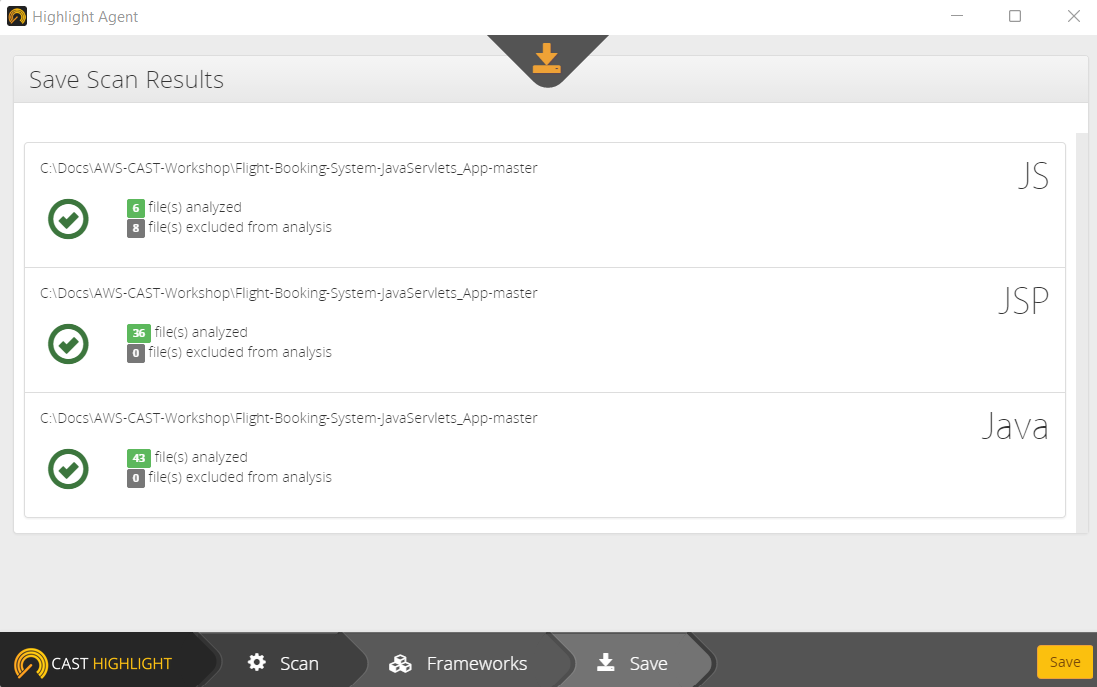 Highlight Agent
Save Scan Results
C:\Docs\AWS-CAST-Workshop\Flight-Booking-System-JavaServlets_App-master
JS
6 file(s) analyzed
8 file(s) excluded from analysis
C:\Docs\AWS-CAST-Workshop\Flight-Booking-System-JavaServlets_App-master
JSP
36 file(s) analyzed
0 file(s) excluded from analysis
C:\Docs\AWS-CAST-Workshop\Flight-Booking-System-JavaServlets_App-master
Java
43 file(s) analyzed
0 file(s) excluded from analysis
CAST HIGHLIGHT
Scan
Frameworks
Save
Save